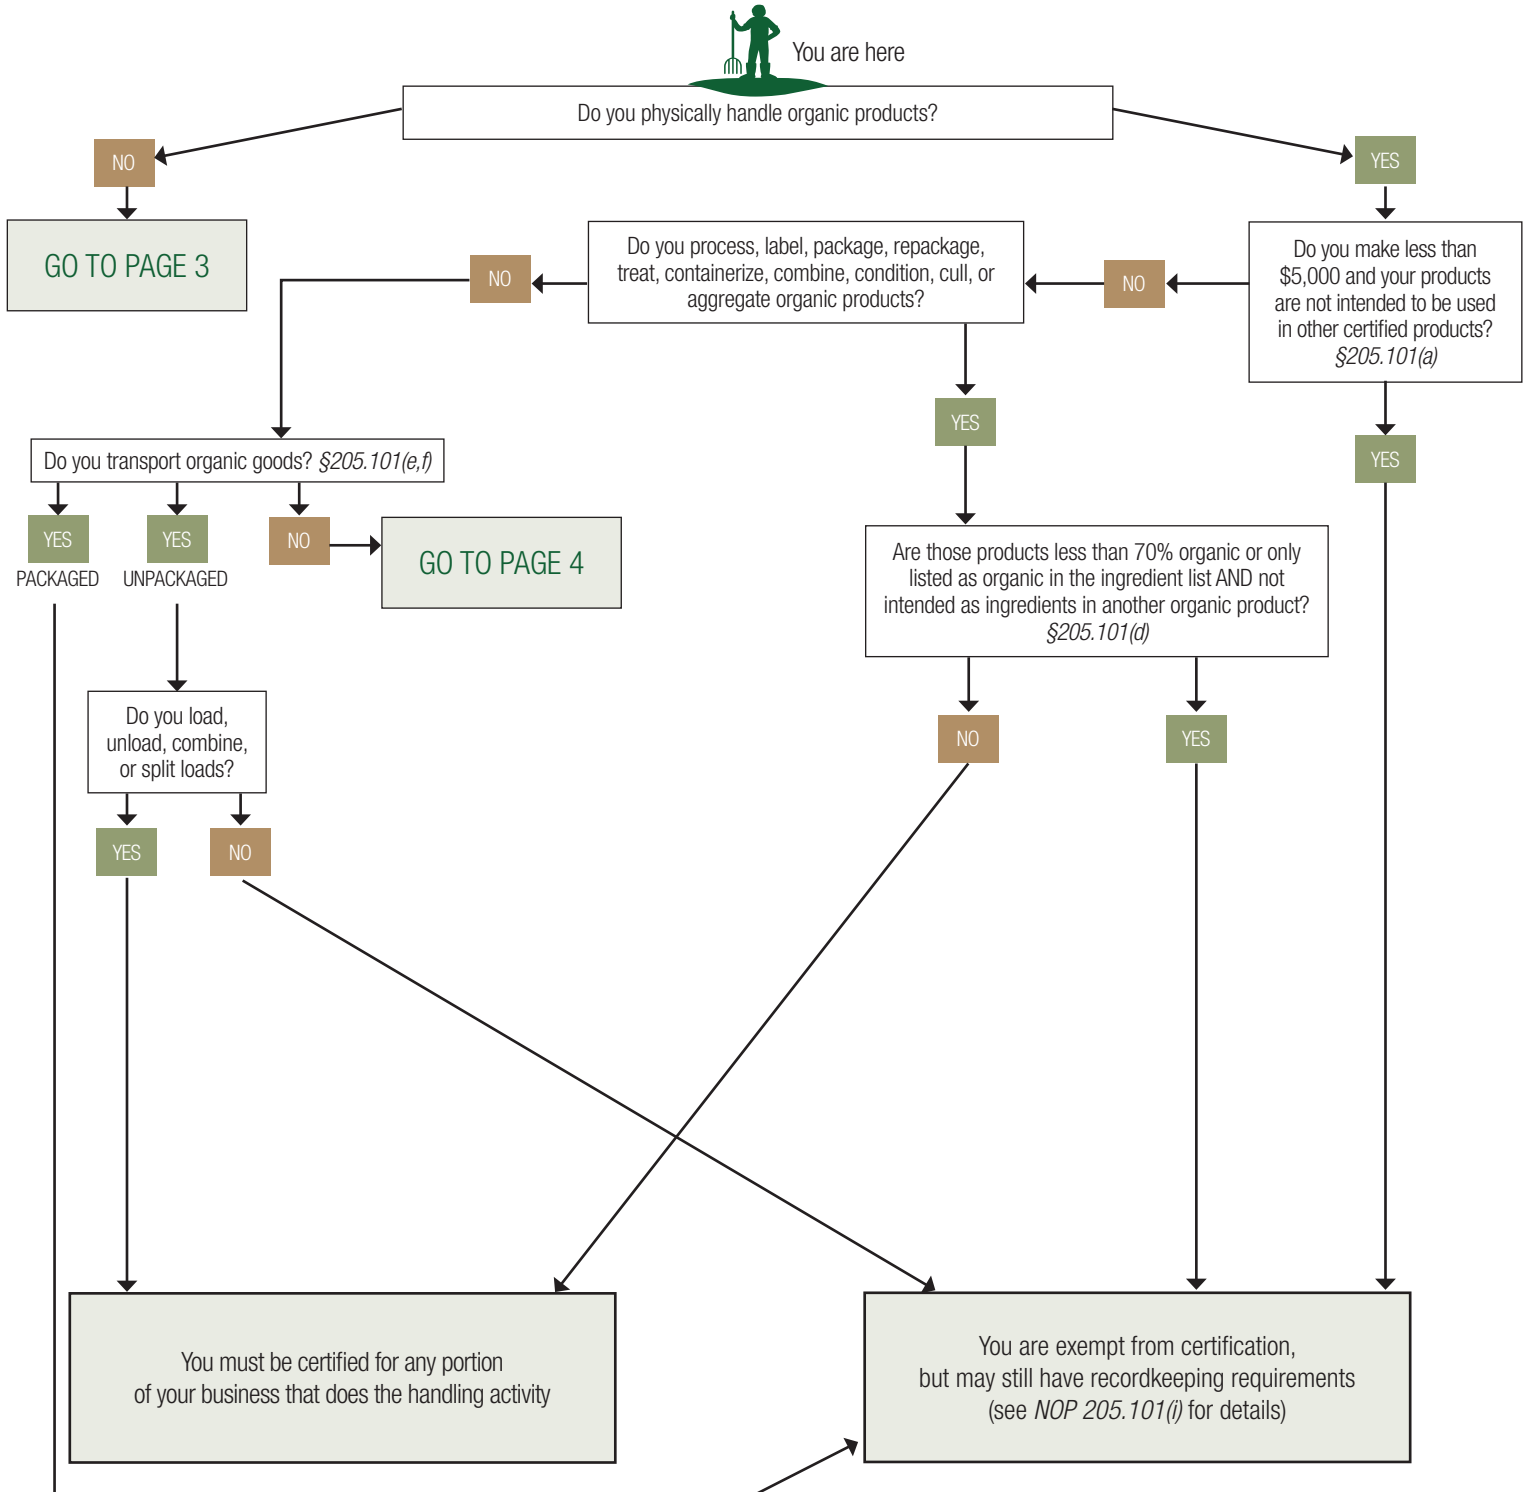 You are here
Do you physically handle organic products?
NO
YES
GO TO PAGE 3
NO
Do you process, label, package, repackage,
treat, containerize, combine, condition, cull, or
aggregate organic products?
NO
Do you make less than
$5,000 and your products
are not intended to be used
in other certified products?
§205.101(a)
YES
YES
Do you transport organic goods? §205.101(e,f)
YES
PACKAGED
YES
UNPACKAGED
NO
GO TO PAGE 4
Are those products less than 70% organic or only
listed as organic in the ingredient list AND not
intended as ingredients in another organic product?
§205.101(d)
NO
YES
Do you load,
unload, combine,
or split loads?
YES
NO
You must be certified for any portion
of your business that does the handling activity
You are exempt from certification,
but may still have recordkeeping requirements
(see NOP 205.101(i) for details)